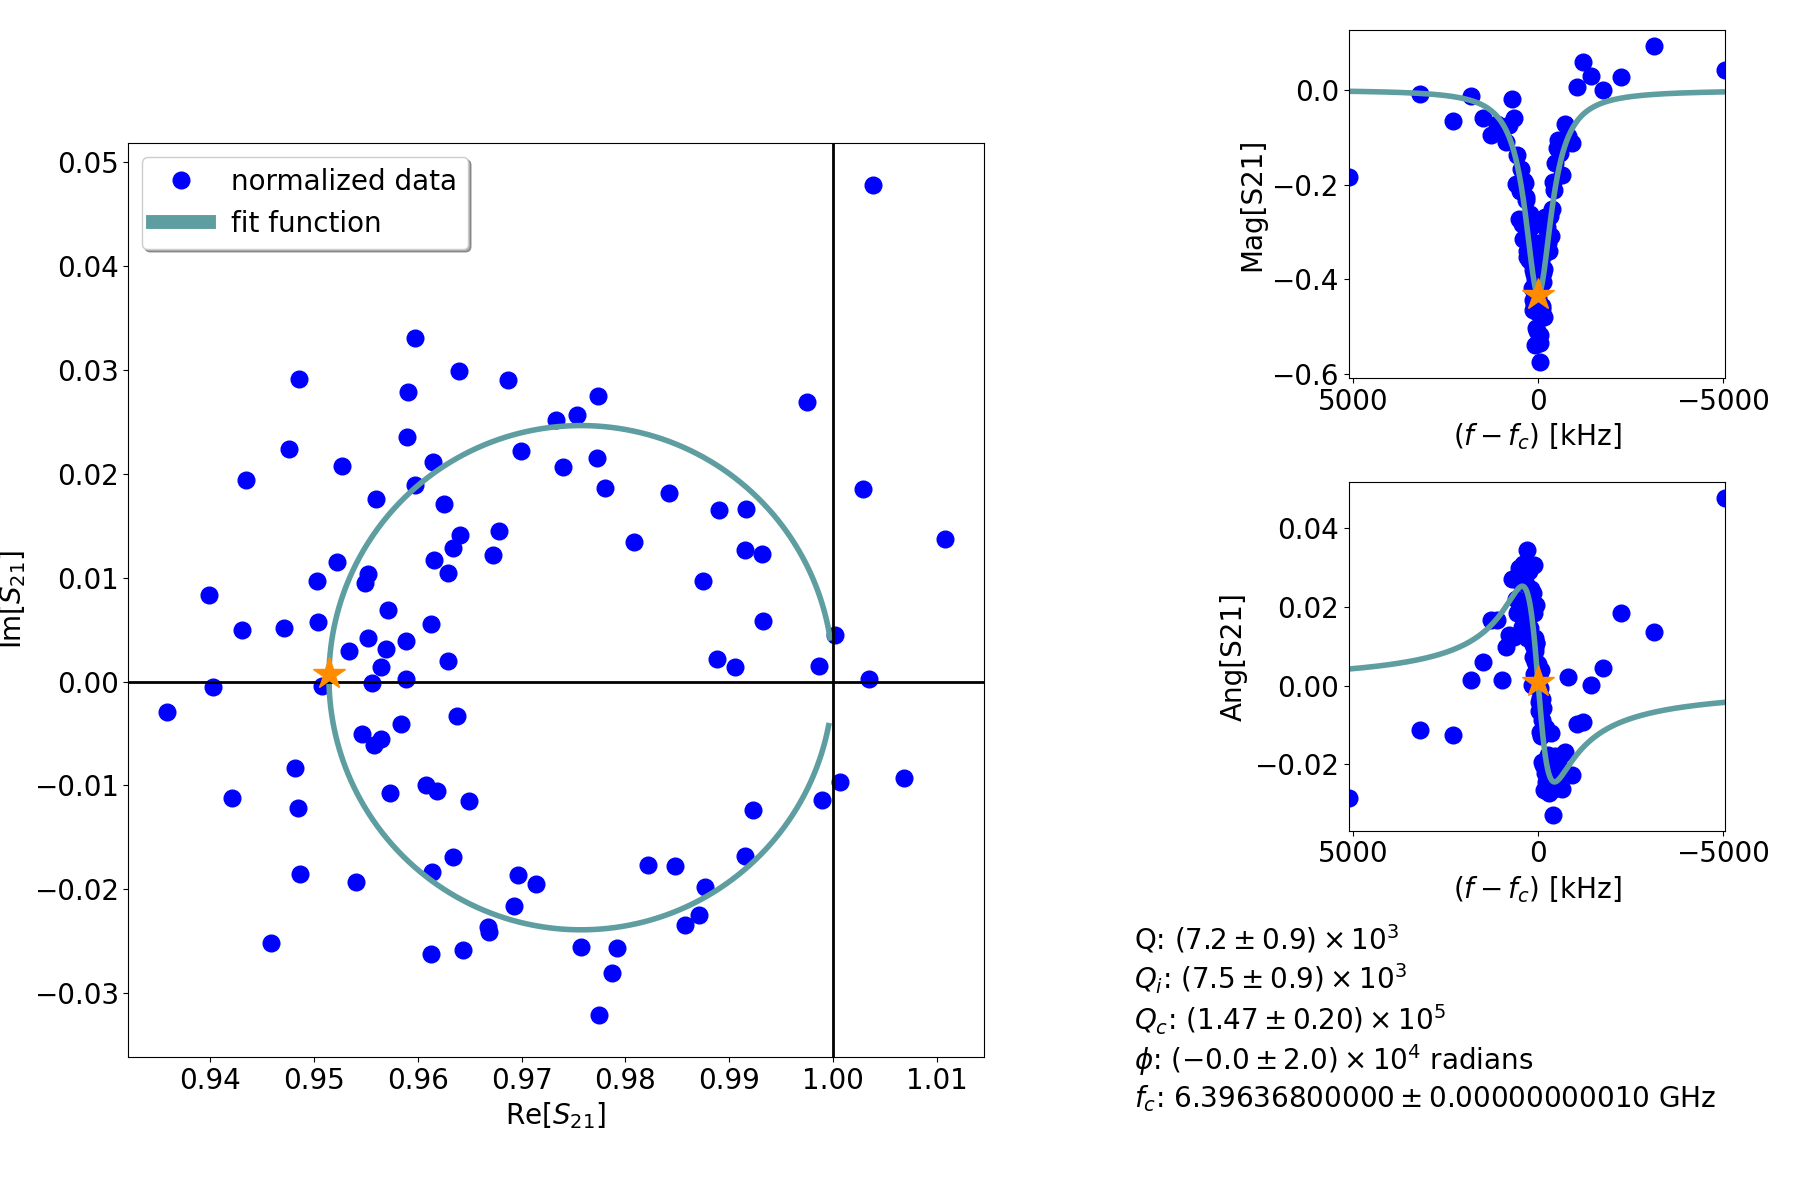 normalized data
fit function
0.05
0.04
0.03
0.02
0.01
0.00
−0.01
−0.02
−0.03
Im[S21]
0.94 0.95 0.96 0.97 0.98 0.99 1.00 1.01
Re[S21]
0.0
−0.2
−0.4
−0.6
Mag[S21]
5000 0 −5000
(f − fc) [kHz]
0.04
0.02
0.00
−0.02
Ang[S21]
5000 0 −5000
(f − fc) [kHz]
Q: (7.2 ± 0.9) × 10³
Qi: (7.5 ± 0.9) × 10³
Qc: (1.47 ± 0.20) × 10⁵
ϕ: (−0.0 ± 2.0) × 10⁴ radians
fc: 6.39636800000 ± 0.00000000010 GHz